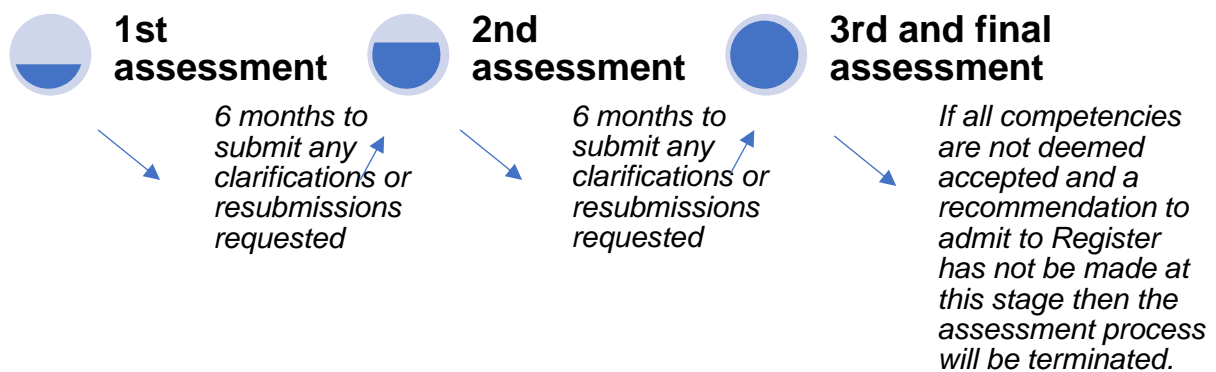 1st
assessment
6 months to
submit any
clarifications or
resubmissions
requested
2nd
assessment
6 months to
submit any
clarifications or
resubmissions
requested
3rd and final
assessment
If all competencies
are not deemed
accepted and a
recommendation to
admit to Register
has not be made at
this stage then the
assessment process
will be terminated.